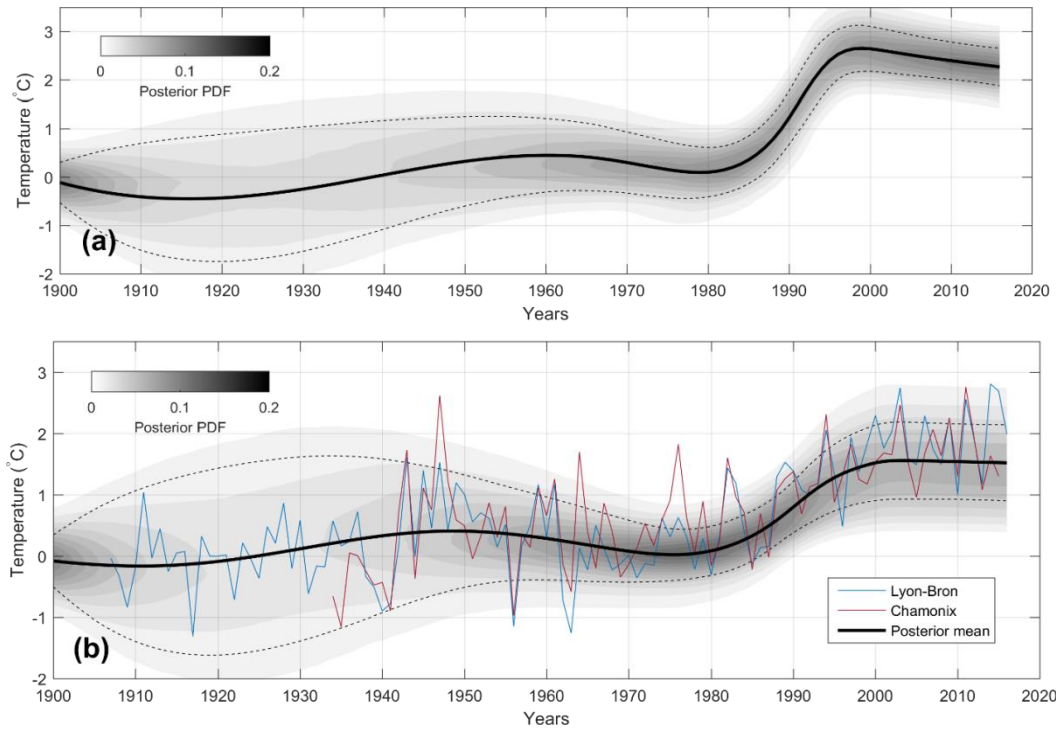 3
2
1
0
-1
-2
Temperature (°C)
0
0.1
0.2
Posterior PDF
(a)
1900 1910 1920 1930 1940 1950 1960 1970 1980 1990 2000 2010 2020
Years
3
2
1
0
-1
-2
Temperature (°C)
0
0.1
0.2
Posterior PDF
Lyon-Bron
Chamonix
Posterior mean
(b)
1900 1910 1920 1930 1940 1950 1960 1970 1980 1990 2000 2010 2020
Years